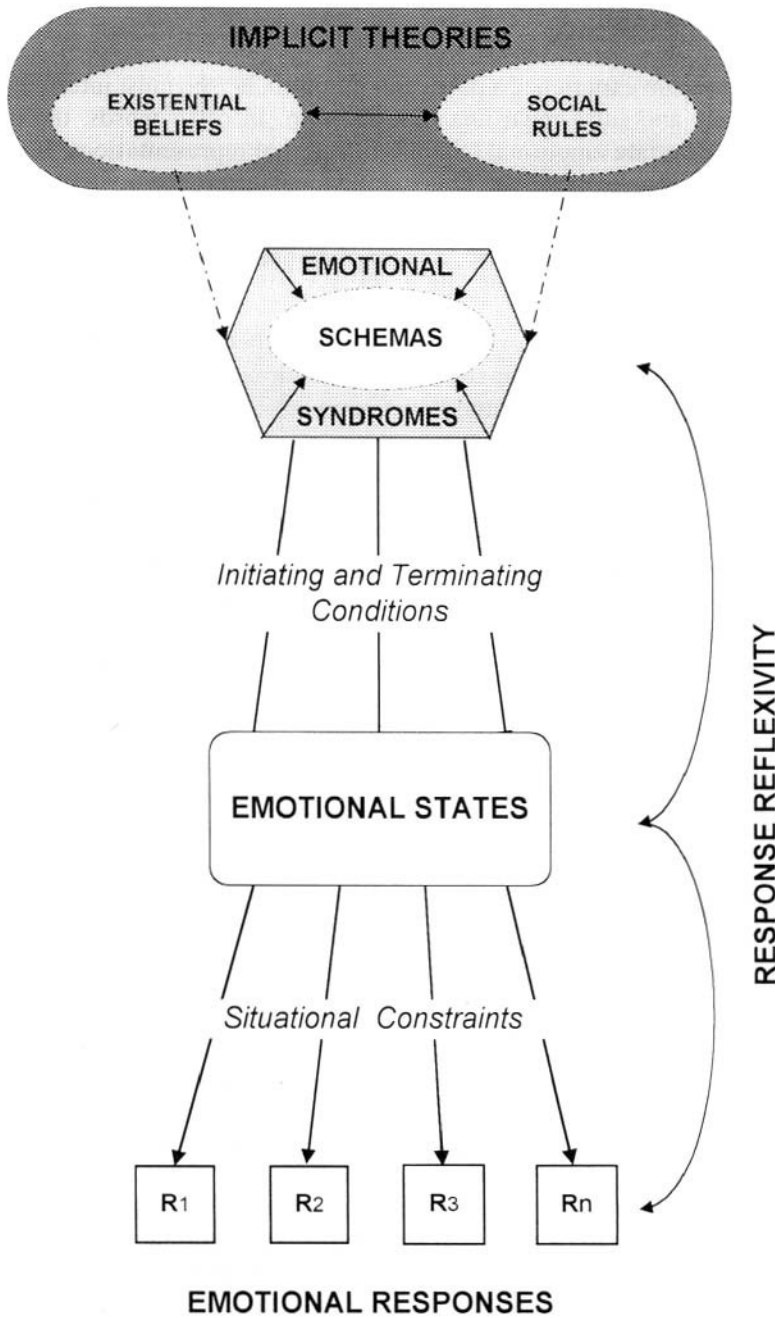 IMPLICIT THEORIES
EXISTENTIAL
BELIEFS
SOCIAL
RULES
EMOTIONAL
SCHEMAS
SYNDROMES
Initiating and Terminating
Conditions
EMOTIONAL STATES
Situational Constraints
R1
R2
R3
Rn
EMOTIONAL RESPONSES
RESPONSE REFLEXIVITY